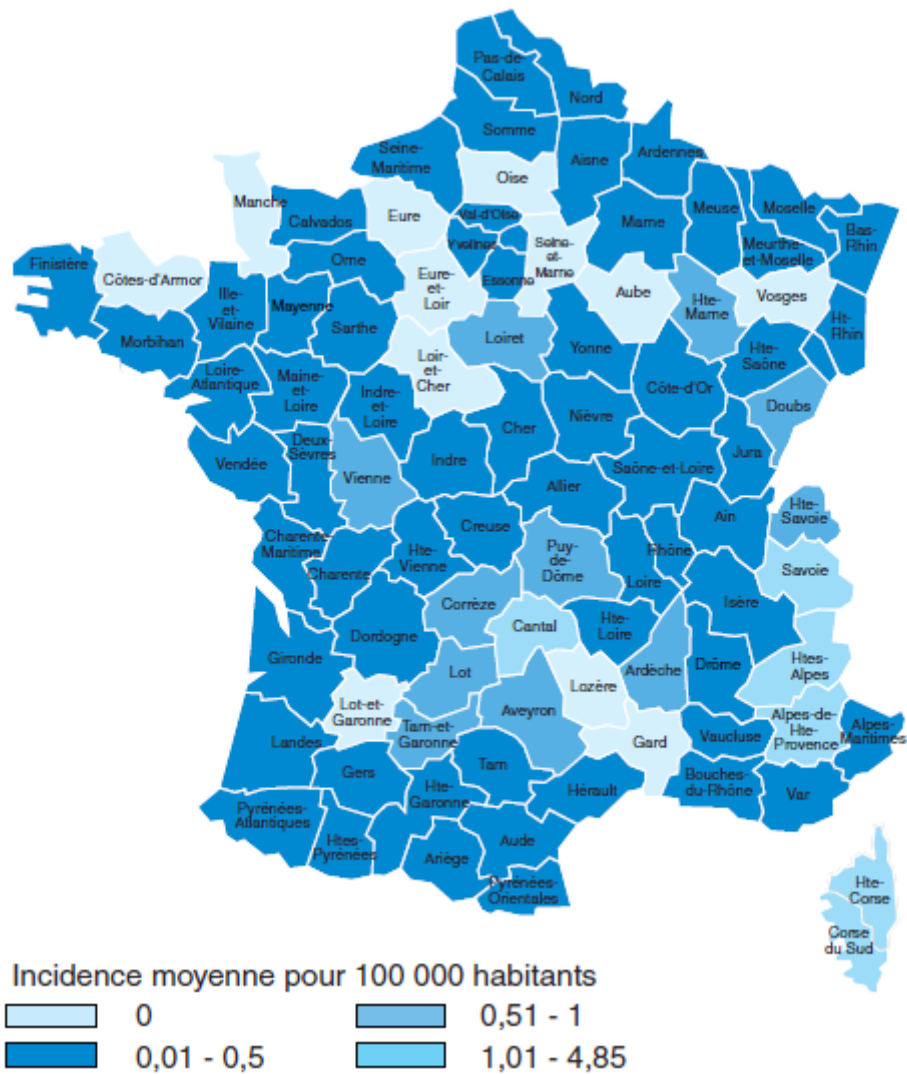 Pas-de-
Calais
Nord
Somme
Seine-
Maritime
Aisne
Ardennes
Oise
Manche
Calvados
Eure
Val-d'Oise
Yvelines
Essonne
Seine-
et-
Marne
Marne
Meuse
Moselle
Meurthe-
et-Moselle
Bas-
Rhin
Finistère
Côtes-d'Armor
Orne
Eure-
et-
Loir
Aube
Hte-
Marne
Vosges
Ht-
Rhin
Ille-
et-
Vilaine
Mayenne
Sarthe
Morbihan
Loiret
Yonne
Loir-
et-
Cher
Hte-
Saône
Loire-
Atlantique
Maine-
et-
Loire
Indre-
et-
Loire
Cher
Nièvre
Côte-d'Or
Doubs
Vendée
Deux-
Sèvres
Vienne
Indre
Saône-et-Loire
Jura
Allier
Charente-
Maritime
Charente
Hte-
Vienne
Creuse
Puy-
de-
Dôme
Loire
Rhône
Ain
Hte-
Savoie
Savoie
Isère
Corrèze
Cantal
Hte-
Loire
Dordogne
Gironde
Lot
Lozère
Ardèche
Drôme
Htes-
Alpes
Lot-et-
Garonne
Tarn-et-
Garonne
Aveyron
Gard
Vaucluse
Alpes-de-
Hte-
Provence
Alpes-
Maritimes
Landes
Gers
Hte-
Garonne
Tarn
Hérault
Bouches-
du-Rhône
Var
Pyrénées-
Atlantiques
Htes-
Pyrénées
Ariège
Aude
Pyrénées-
Orientales
Hte-
Corse
Corse
du Sud
Incidence moyenne pour 100 000 habitants
0
0,51 - 1
0,01 - 0,5
1,01 - 4,85